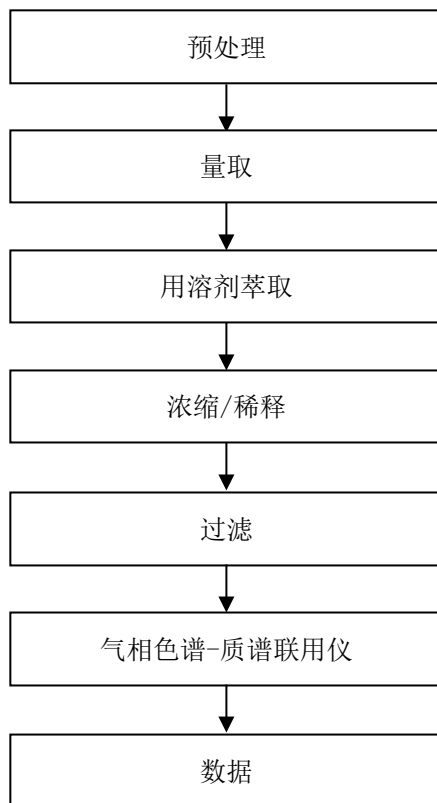 预处理
量取
用溶剂萃取
浓缩/稀释
过滤
气相色谱-质谱联用仪
数据